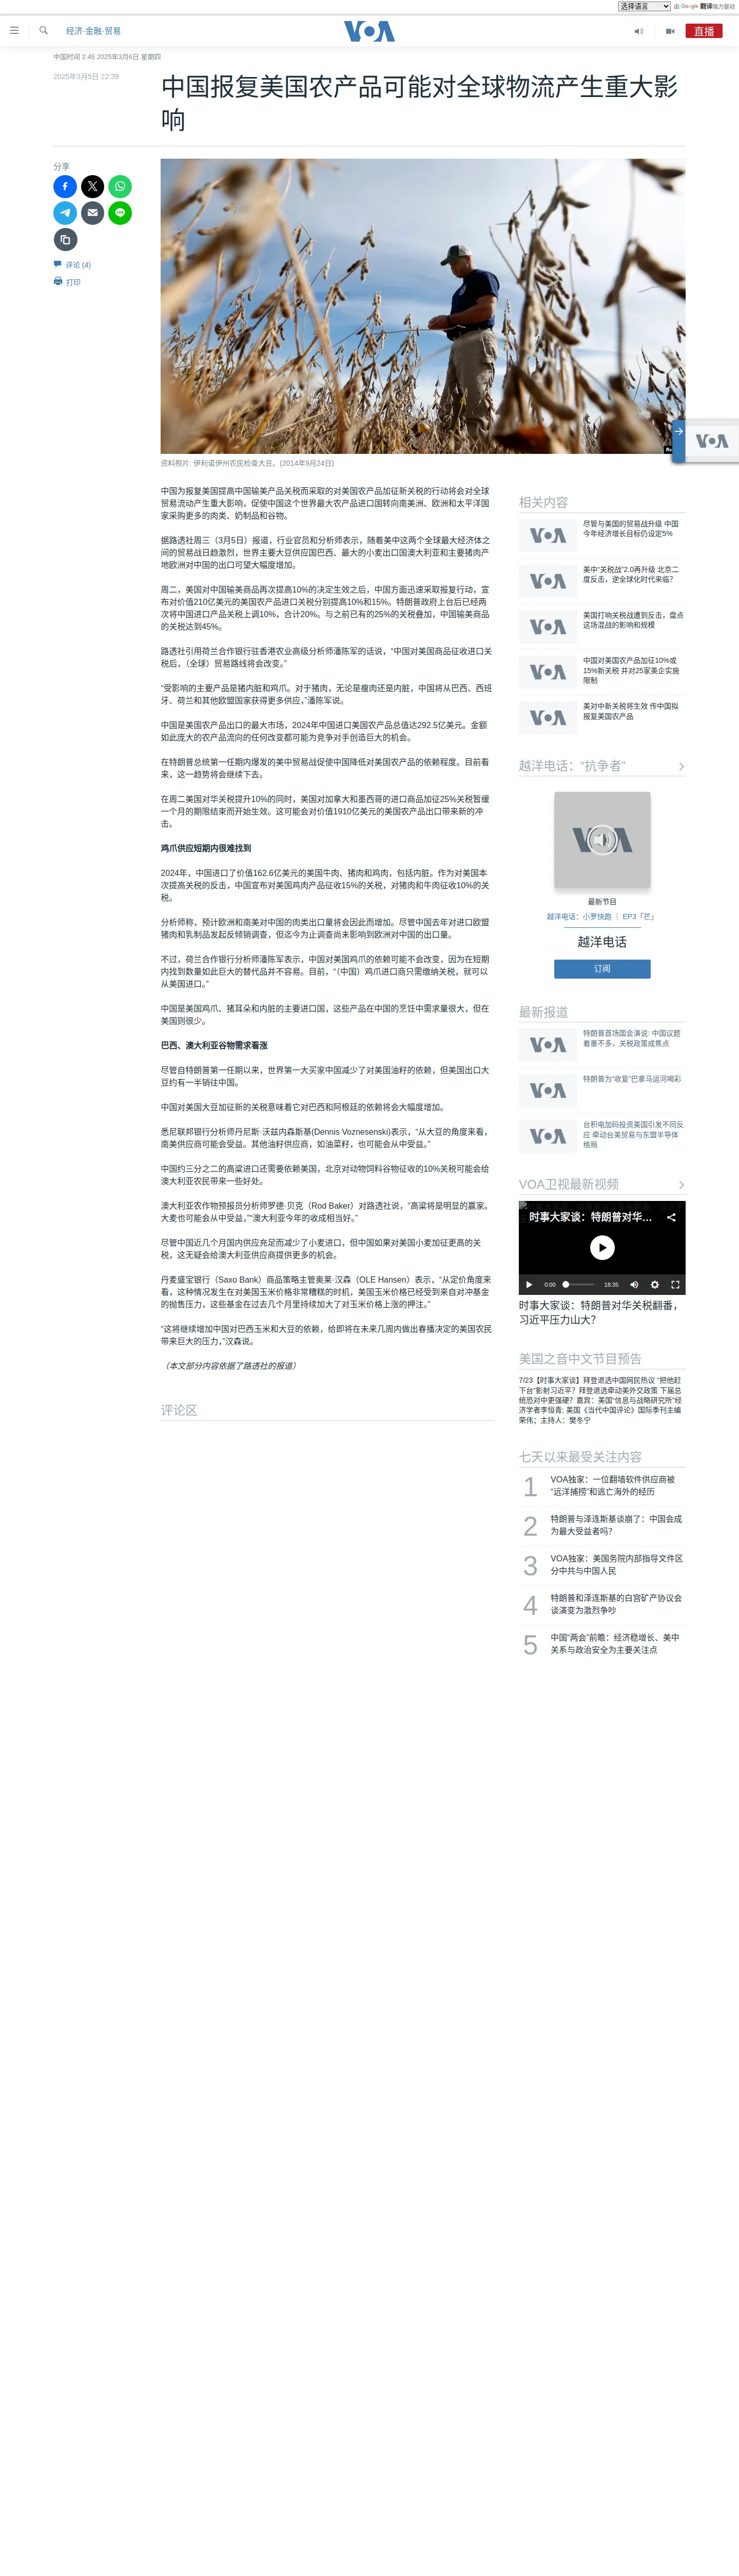 选择语言 由 Google 翻译强力驱动
经济·金融·贸易
VOA
直播
中国时间 2:45 2025年3月6日 星期四
2025年3月5日 22:39
中国报复美国农产品可能对全球物流产生重大影
响
分享
评论 (4)
打印
资料照片: 伊利诺伊州农民检查大豆。(2014年9月24日)
中国为报复美国提高中国输美产品关税而采取的对美国农产品加征新关税的行动将会对全球
贸易流动产生重大影响，促使中国这个世界最大农产品进口国转向南美洲、欧洲和太平洋国
家采购更多的肉类、奶制品和谷物。
据路透社周三（3月5日）报道，行业官员和分析师表示，随着美中这两个全球最大经济体之
间的贸易战日趋激烈，世界主要大豆供应国巴西、最大的小麦出口国澳大利亚和主要猪肉产
地欧洲对中国的出口可望大幅度增加。
周二，美国对中国输美商品再次提高10%的决定生效之后，中国方面迅速采取报复行动，宣
布对价值210亿美元的美国农产品进口关税分别提高10%和15%。特朗普政府上台后已经两
次将中国进口产品关税上调10%，合计20%。与之前已有的25%的关税叠加，中国输美商品
的关税达到45%。
路透社引用荷兰合作银行驻香港农业高级分析师潘陈军的话说，“中国对美国商品征收进口关
税后，（全球）贸易路线将会改变。”
“受影响的主要产品是猪内脏和鸡爪。对于猪肉，无论是瘦肉还是内脏，中国将从巴西、西班
牙、荷兰和其他欧盟国家获得更多供应，”潘陈军说。
中国是美国农产品出口的最大市场，2024年中国进口美国农产品总值达292.5亿美元。金额
如此庞大的农产品流向的任何改变都可能为竞争对手创造巨大的机会。
在特朗普总统第一任期内爆发的美中贸易战促使中国降低对美国农产品的依赖程度。目前看
来，这一趋势将会继续下去。
在周二美国对华关税提升10%的同时，美国对加拿大和墨西哥的进口商品加征25%关税暂缓
一个月的期限结束而开始生效。这可能会对价值1910亿美元的美国农产品出口带来新的冲
击。
鸡爪供应短期内很难找到
2024年，中国进口了价值162.6亿美元的美国牛肉、猪肉和鸡肉，包括内脏。作为对美国本
次提高关税的反击，中国宣布对美国鸡肉产品征收15%的关税，对猪肉和牛肉征收10%的关
税。
分析师称，预计欧洲和南美对中国的肉类出口量将会因此而增加。尽管中国去年对进口欧盟
猪肉和乳制品发起反倾销调查，但迄今为止调查尚未影响到欧洲对中国的出口量。
不过，荷兰合作银行分析师潘陈军表示，中国对美国鸡爪的依赖可能不会改变，因为在短期
内找到数量如此巨大的替代品并不容易。目前，“（中国）鸡爪进口商只需缴纳关税，就可以
从美国进口。”
中国是美国鸡爪、猪耳朵和内脏的主要进口国，这些产品在中国的烹饪中需求量很大，但在
美国则很少。
巴西、澳大利亚谷物需求看涨
尽管自特朗普第一任期以来，世界第一大买家中国减少了对美国油籽的依赖，但美国出口大
豆约有一半销往中国。
中国对美国大豆加征新的关税意味着它对巴西和阿根廷的依赖将会大幅度增加。
悉尼联邦银行分析师丹尼斯·沃兹内森斯基(Dennis Voznesenski)表示，“从大豆的角度来看，
南美供应商可能会受益。其他油籽供应商，如油菜籽，也可能会从中受益。”
中国约三分之二的高粱进口还需要依赖美国，北京对动物饲料谷物征收的10%关税可能会给
澳大利亚农民带来一些好处。
澳大利亚农作物预报员分析师罗德·贝克（Rod Baker）对路透社说，“高粱将是明显的赢家。
大麦也可能会从中受益，”“澳大利亚今年的收成相当好。”
尽管中国近几个月国内供应充足而减少了小麦进口，但中国如果对美国小麦加征更高的关
税，这无疑会给澳大利亚供应商提供更多的机会。
丹麦盛宝银行（Saxo Bank）商品策略主管奥莱·汉森（OLE Hansen）表示，“从定价角度来
看，这种情况发生在对美国玉米价格非常糟糕的时机，美国玉米价格已经受到来自对冲基金
的抛售压力，这些基金在过去几个月里持续加大了对玉米价格上涨的押注。”
“这将继续增加中国对巴西玉米和大豆的依赖，给即将在未来几周内做出春播决定的美国农民
带来巨大的压力，”汉森说。
（本文部分内容依据了路透社的报道）
评论区
相关内容
尽管与美国的贸易战升级 中国
今年经济增长目标仍设定5%
美中“关税战”2.0再升级 北京二
度反击，逆全球化时代来临？
美国打响关税战遭到反击，盘点
这场混战的影响和规模
中国对美国农产品加征10%或
15%新关税 并对25家美企实施
限制
美对中新关税将生效 传中国拟
报复美国农产品
越洋电话：“抗争者”
最新节目
越洋电话：小罗快跑 ｜ EP3「芒」
越洋电话
订阅
最新报道
特朗普首场国会演说: 中国议题
着墨不多，关税政策成焦点
特朗普为“收复”巴拿马运河喝彩
台积电加码投资美国引发不同反
应 牵动台美贸易与东盟半导体
格局
VOA卫视最新视频
时事大家谈：特朗普对华...
0:00 18:35
时事大家谈：特朗普对华关税翻番，
习近平压力山大？
美国之音中文节目预告
7/23【时事大家谈】拜登退选中国网民热议 “把他赶
下台”影射习近平？拜登退选牵动美外交政策 下届总
统恐对中更强硬？嘉宾：美国“信息与战略研究所”经
济学者李恒青; 美国《当代中国评论》国际季刊主编
荣伟；主持人：樊冬宁
七天以来最受关注内容
1 VOA独家：一位翻墙软件供应商被
“远洋捕捞”和逃亡海外的经历
2 特朗普与泽连斯基谈崩了：中国会成
为最大受益者吗？
3 VOA独家：美国务院内部指导文件区
分中共与中国人民
4 特朗普和泽连斯基的白宫矿产协议会
谈演变为激烈争吵
5 中国“两会”前瞻：经济稳增长、美中
关系与政治安全为主要关注点